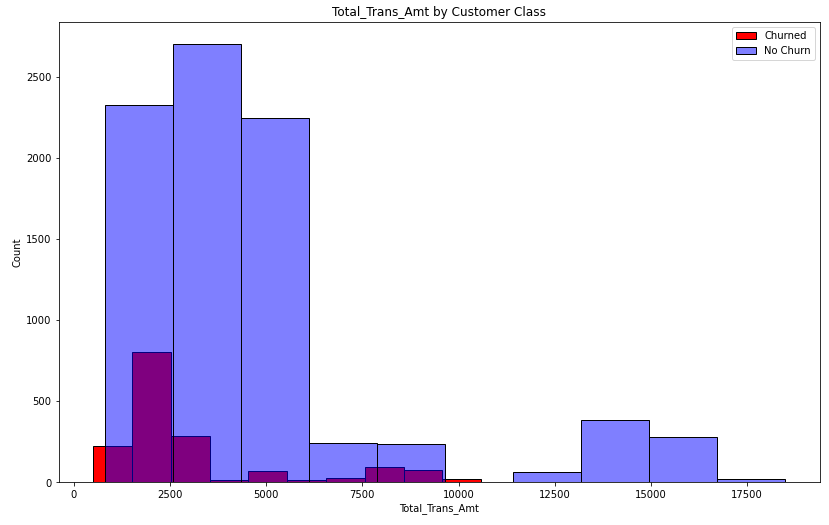 Total_Trans_Amt by Customer Class
Churned
No Churn
2500
2000
1500
1000
500
0
Count
0 2500 5000 7500 10000 12500 15000 17500
Total_Trans_Amt